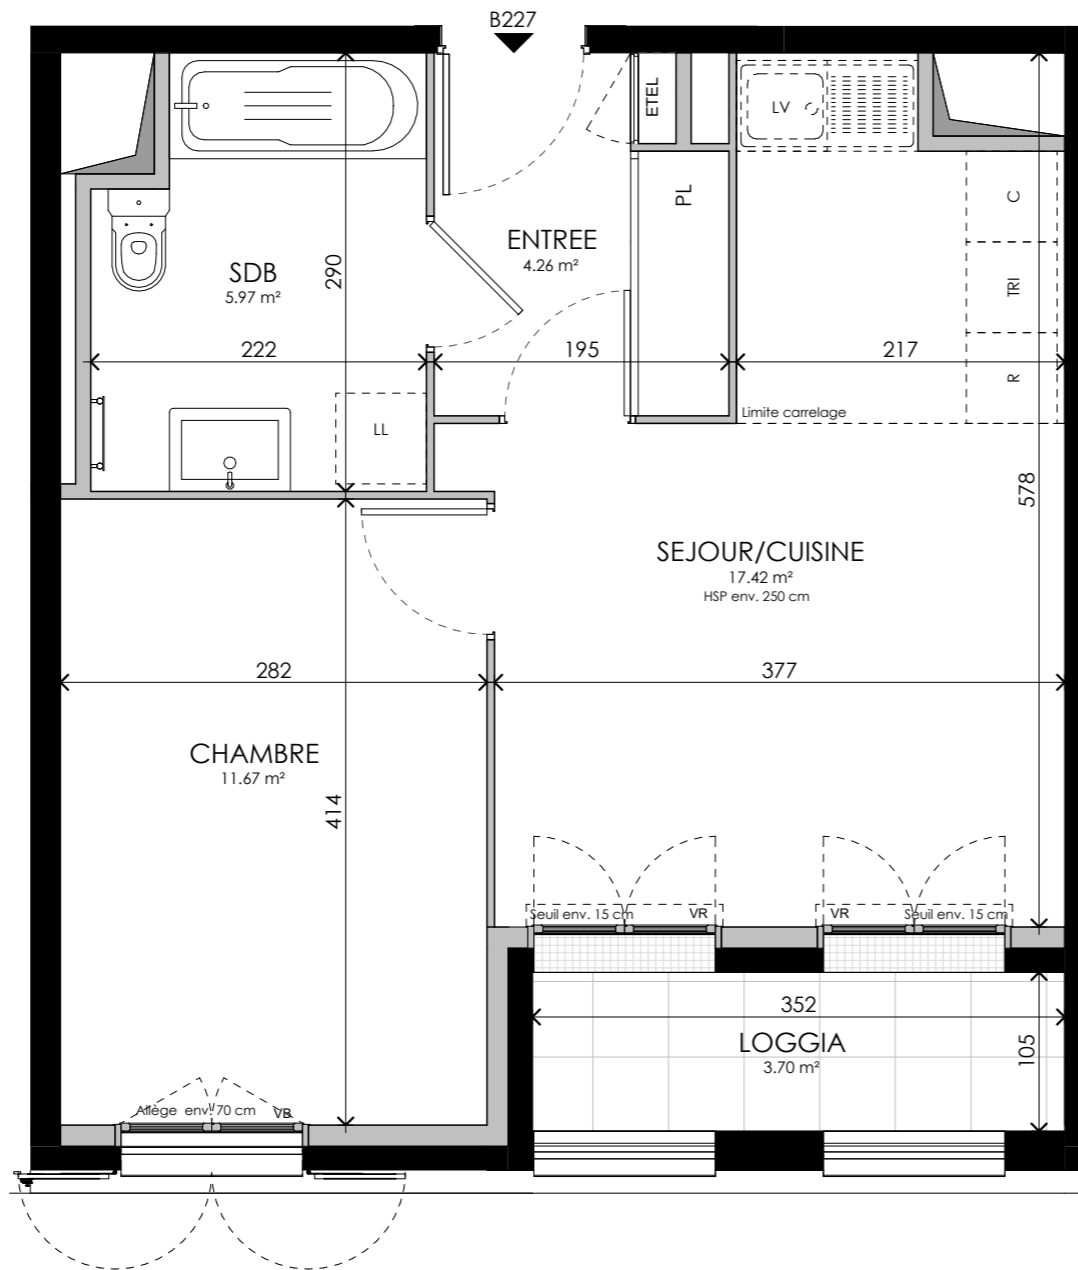 B227
ETEL
LV
PL
C
ENTREE
4.26 m²
SDB
5.97 m²
290
TRI
222
195
217
R
Limite carrelage
LL
578
SEJOUR/CUISINE
17.42 m²
HSP env. 250 cm
282
377
CHAMBRE
11.67 m²
414
Seuil env. 15 cm
VR
VR
Seuil env. 15 cm
352
LOGGIA
3.70 m²
105
Allège env. 70 cm
VR